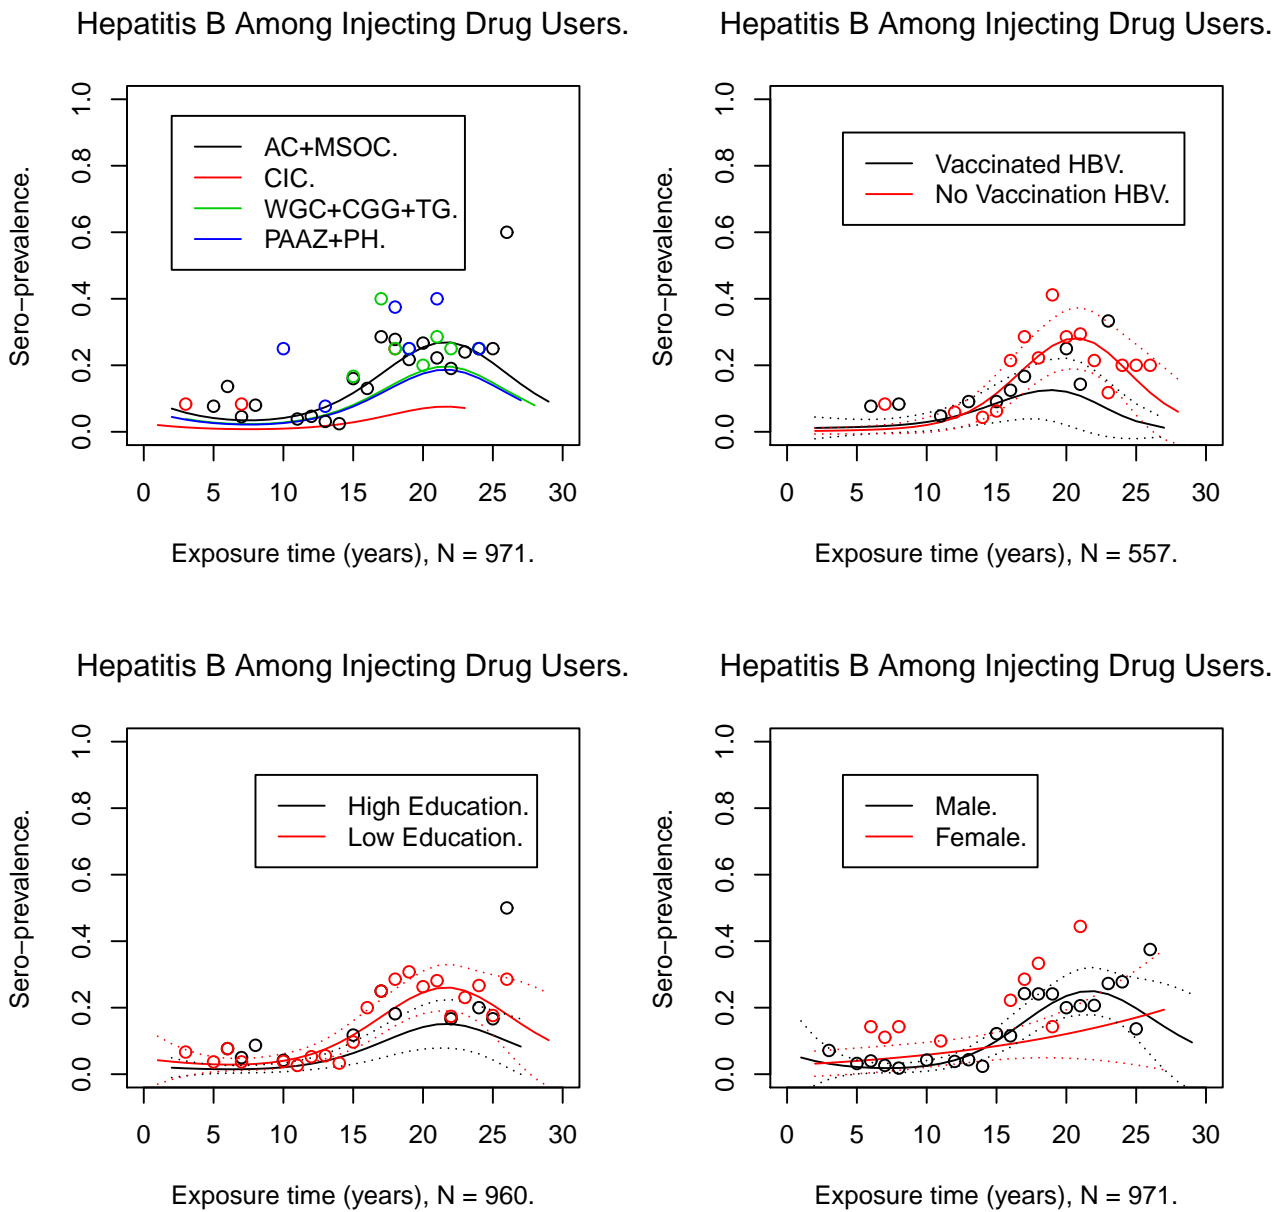 Hepatitis B Among Injecting Drug Users.
Sero−prevalence.
1.0
0.8
0.6
0.4
0.2
0.0
AC+MSOC.
CIC.
WGC+CGG+TG.
PAAZ+PH.
0 5 10 15 20 25 30
Exposure time (years), N = 971.
Hepatitis B Among Injecting Drug Users.
Sero−prevalence.
1.0
0.8
0.6
0.4
0.2
0.0
Vaccinated HBV.
No Vaccination HBV.
0 5 10 15 20 25 30
Exposure time (years), N = 557.
Hepatitis B Among Injecting Drug Users.
Sero−prevalence.
1.0
0.8
0.6
0.4
0.2
0.0
High Education.
Low Education.
0 5 10 15 20 25 30
Exposure time (years), N = 960.
Hepatitis B Among Injecting Drug Users.
Sero−prevalence.
1.0
0.8
0.6
0.4
0.2
0.0
Male.
Female.
0 5 10 15 20 25 30
Exposure time (years), N = 971.